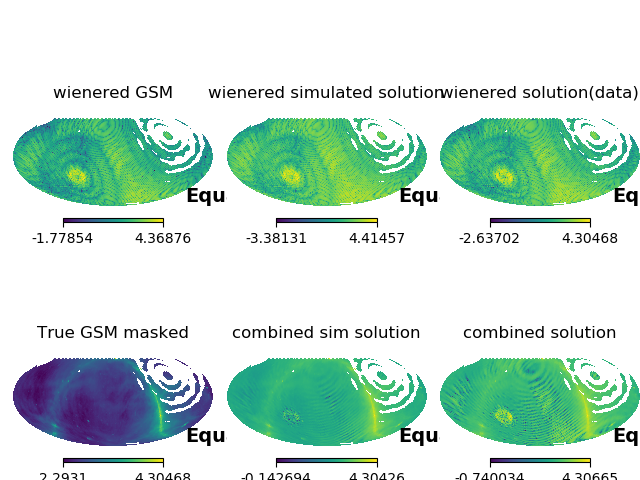 wienered GSM
wienered simulated solution
wienered solution(data)
Equ
Equ
Eq
-1.77854
4.36876
-3.38131
4.41457
-2.63702
4.30468
True GSM masked
combined sim solution
combined solution
Equ
Equ
Eq
2.2931
4.30468
-0.142694
4.30426
-0.740034
4.30665